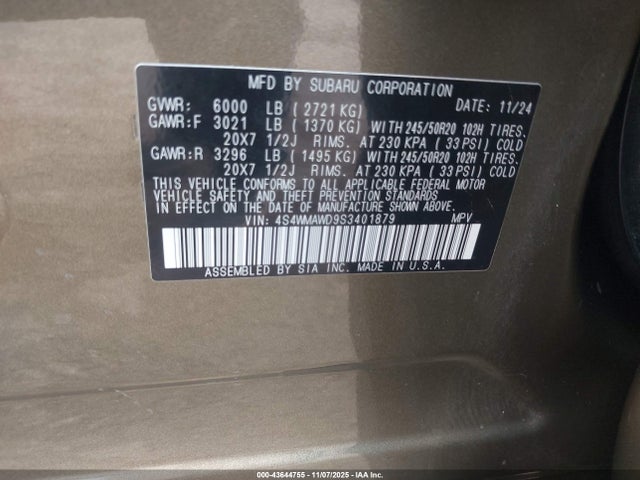 MFD BY SUBARU CORPORATION
GVWR: 6000 LB ( 2721 KG) DATE: 11/24
GAWR:F 3021 LB ( 1370 KG) WITH 245/50R20 102H TIRES.
20X7 1/2J RIMS. AT 230 KPA ( 33 PSI) COLD
GAWR:R 3296 LB ( 1495 KG) WITH 245/50R20 102H TIRES.
20X7 1/2J RIMS. AT 230 KPA ( 33 PSI) COLD
THIS VEHICLE CONFORMS TO ALL APPLICABLE FEDERAL MOTOR
VEHICLE SAFETY AND THEFT PREVENTION STANDARDS IN EFFECT
ON THE DATE OF MANUFACTURE SHOWN ABOVE.
VIN: 4S4WMAWD9S3401879 MPV
ASSEMBLED BY SIA INC. MADE IN U.S.A.
000-43644755 - 11/07/2025 - IAA Inc.